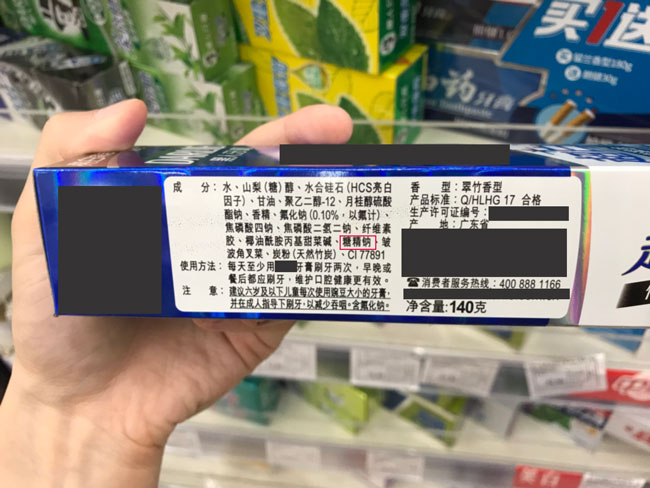 买1送
药牙膏
成 分：水、山梨（糖）醇、水合硅石（HCS亮白
因子）、甘油、聚乙二醇-12、月桂醇硫酸
酯钠、香精、氟化钠（0.10%，以氟计）、
焦磷酸四钠、焦磷酸二氢二钠、纤维素
胶、椰油酰胺丙基甜菜碱、糖精钠、皱
波角叉菜、炭粉（天然竹炭）、CI 77891
使用方法：每天至少用 牙膏刷牙两次，早晚或
餐后都应刷牙，维护口腔健康更有效。
注 意：建议六岁及以下儿童每次使用豌豆大小的牙膏，
并在成人指导下刷牙，以减少吞咽。含氟化钠。
香 型：翠竹香型
产品标准：Q/HLHG 17 合格
生产许可证编号：
产 地：广东省
☎消费者服务热线：400 888 1166
净含量：140克